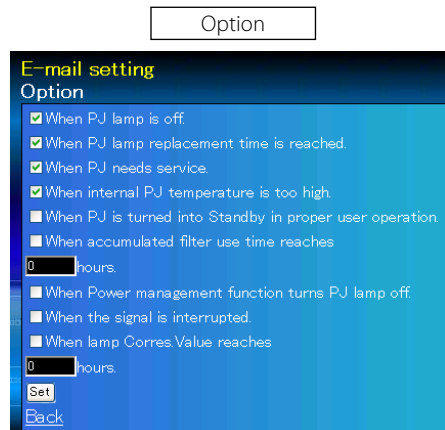 Option
E-mail setting
Option
When PJ lamp is off.
When PJ lamp replacement time is reached.
When PJ needs service.
When internal PJ temperature is too high.
When PJ is turned into Standby in proper user operation.
When accumulated filter use time reaches
0 hours.
When Power management function turns PJ lamp off.
When the signal is interrupted.
When lamp Corres.Value reaches
0 hours.
Set
Back